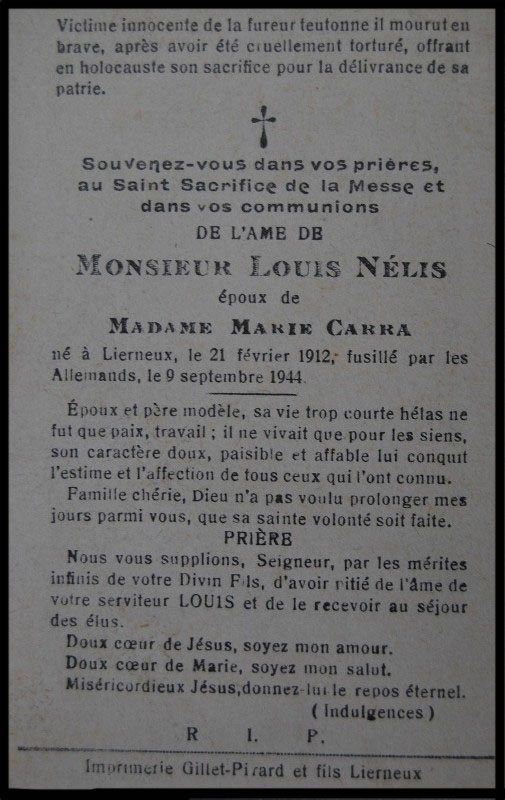 Victime innocente de la fureur teutonne il mourut en
brave, après avoir été cruellement torturé, offrant
en holocauste son sacrifice pour la délivrance de sa
patrie.
Souvenez-vous dans vos prières,
au Saint Sacrifice de la Messe et
dans vos communions
DE L'AME DE
MONSIEUR LOUIS NÉLIS
époux de
MADAME MARIE CARRA
né à Lierneux, le 21 février 1912, fusillé par les
Allemands, le 9 septembre 1944.
Époux et père modèle, sa vie trop courte hélas ne
fut que paix, travail ; il ne vivait que pour les siens,
son caractère doux, paisible et affable lui conquit
l'estime et l'affection de tous ceux qui l'ont connu.
Famille chérie, Dieu n'a pas voulu prolonger mes
jours parmi vous, que sa sainte volonté soit faite.
PRIÈRE
Nous vous supplions, Seigneur, par les mérites
infinis de votre Divin Fils, d'avoir pitié de l'âme de
votre serviteur LOUIS et de le recevoir au séjour
des élus.
Doux cœur de Jésus, soyez mon amour.
Doux cœur de Marie, soyez mon salut.
Miséricordieux Jésus, donnez-lui le repos éternel.
( Indulgences )
R. I. P.
Imprimerie Gillet-Pirard et fils Lierneux